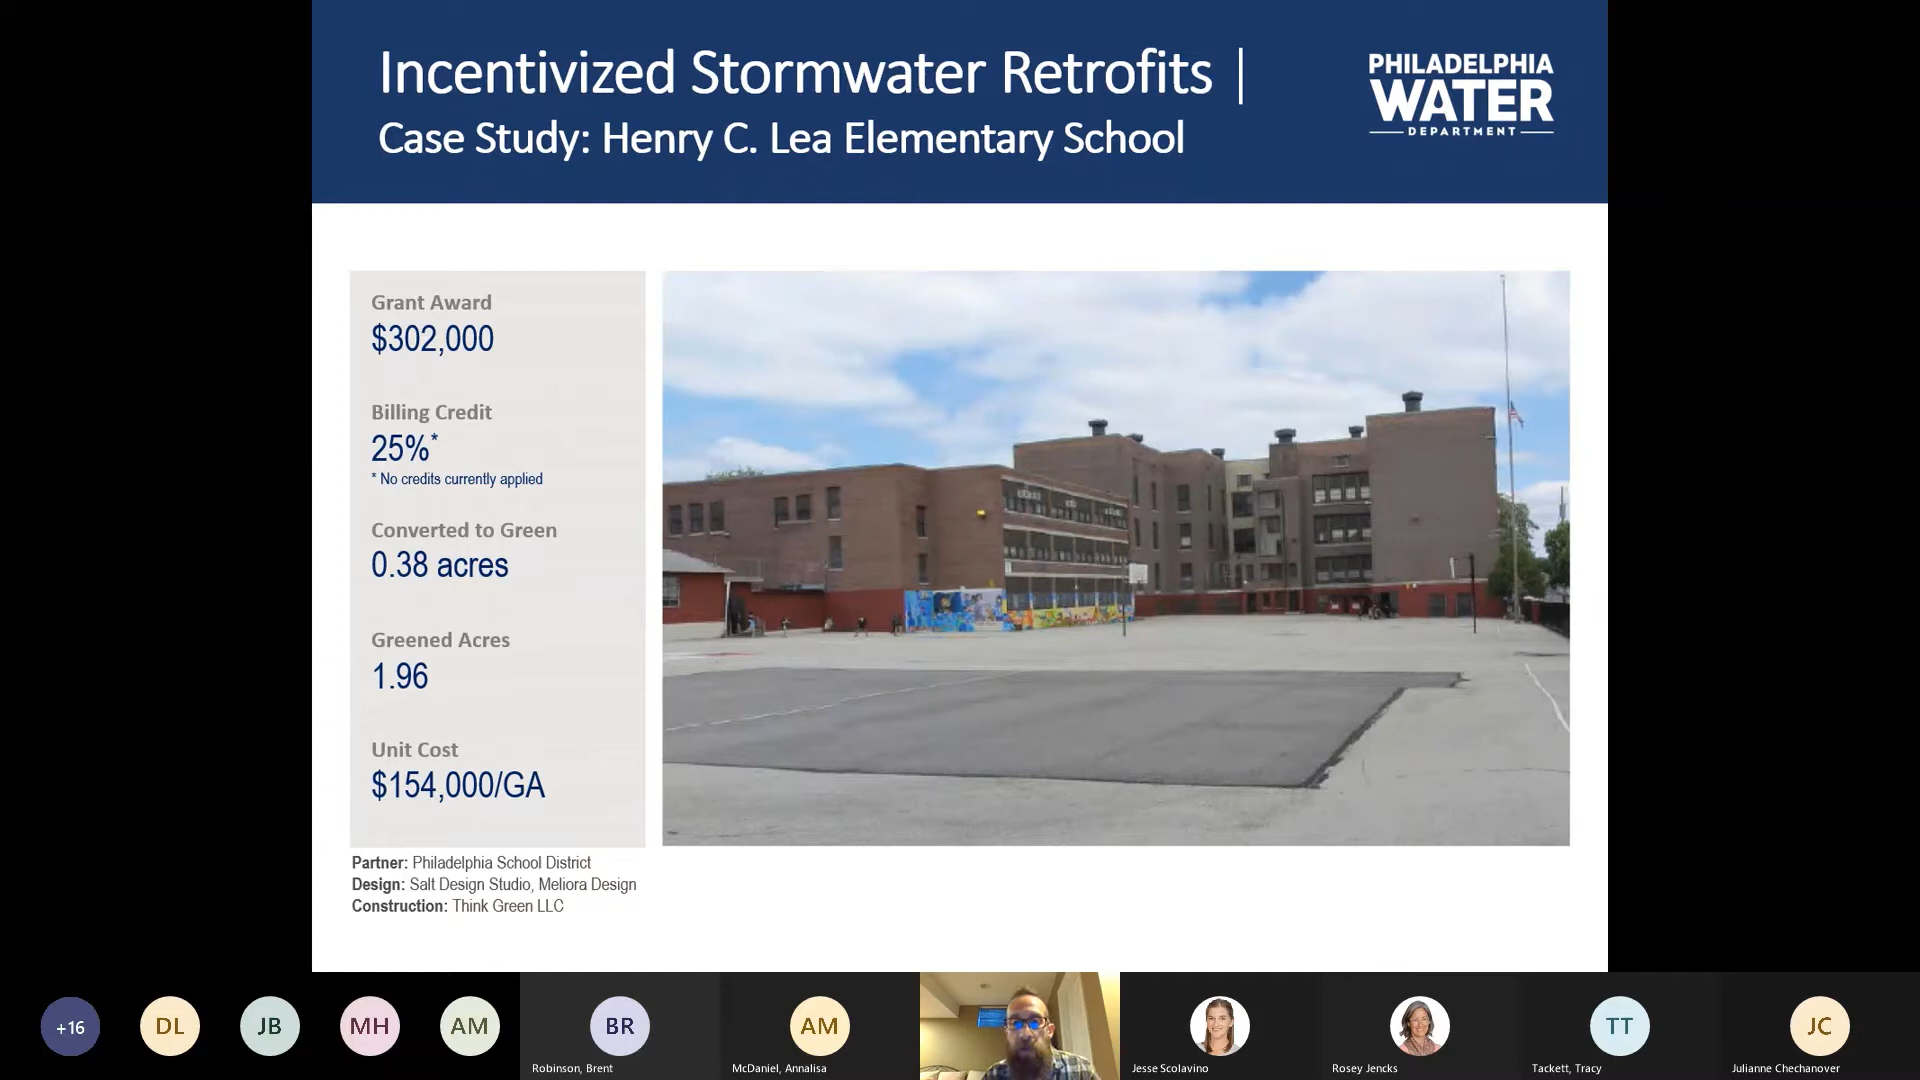 Incentivized Stormwater Retrofits |
Case Study: Henry C. Lea Elementary School
PHILADELPHIA
WATER
DEPARTMENT
Grant Award
$302,000
Billing Credit
25%*
* No credits currently applied
Converted to Green
0.38 acres
Greened Acres
1.96
Unit Cost
$154,000/GA
Partner: Philadelphia School District
Design: Salt Design Studio, Meliora Design
Construction: Think Green LLC
+16
DL
JB
MH
AM
BR
Robinson, Brent
AM
McDaniel, Annalisa
Jesse Scolavino
Rosey Jencks
TT
Tackett, Tracy
JC
Julianne Chechanover